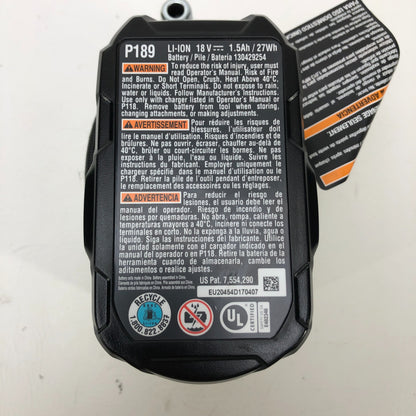 P189 LI-ION 18 V 1.5Ah / 27Wh
Battery / Pile / Batería 130429254
WARNING To reduce the risk of injury, user must
read Operator's Manual. Risk of Fire
and Burns. Do Not Open, Crush, Heat Above 40°C,
Incinerate or Short Terminals. Do not expose to rain,
water or liquids. Follow Manufacturer's Instructions.
Use only with charger listed in Operator's Manual or
P118. Remove battery from tool when storing,
changing attachments, or making adjustments.
AVERTISSEMENT Pour réduire les risques de
blessures, l'utilisateur doit lire
le manuel d'utilisation. Risques d'incendies et de
brûlures. Ne pas ouvrir, écraser, chauffer au-delà de
40°C, brûler ou court-circuiter les bornes. Ne pas
exposer à la pluie, l'eau ou liquide. Suivre les
instructions du fabricant. Employer uniquement le
chargeur spécifié dans le manuel d'utilisation ou le
P118. Retirer la pile de l'outil pendant d'entreposer,
le remplacement des accessoires ou les réglages.
ADVERTENCIA Para reducir el riesgo de
lesiones, el usuario debe leer el
manual del operador. Riesgo de incendio y
quemaduras. No abra, rompa, caliente a
temperaturas mayores a 40°C, incinere ni conecte los
terminales en corto. No la exponga a la lluvia, agua o
líquido. Siga las instrucciones del fabricante. Utilice
la unidad solamente con el cargador indicado en el
manual del operador o en P118. Retire la batería de la
herramienta cuando al almacenarla, cambie los
aditamentos o realice ajustes.
US Pat. 7,554,290
EU20454D170407
RECYCLE
1.800.822.8837
UL
CERTIFIED
PARA USO DOMÉSTICO ÚNICAM